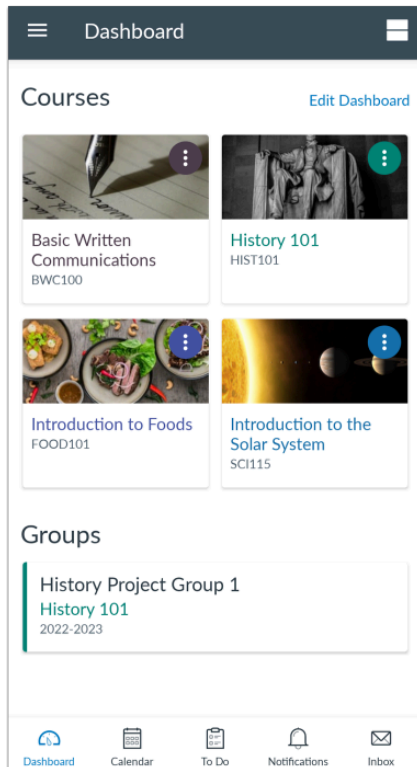 Dashboard
Courses
Edit Dashboard
Basic Written
Communications
BWC100
History 101
HIST101
Introduction to Foods
FOOD101
Introduction to the
Solar System
SCI115
Groups
History Project Group 1
History 101
2022-2023
Dashboard
Calendar
To Do
Notifications
Inbox